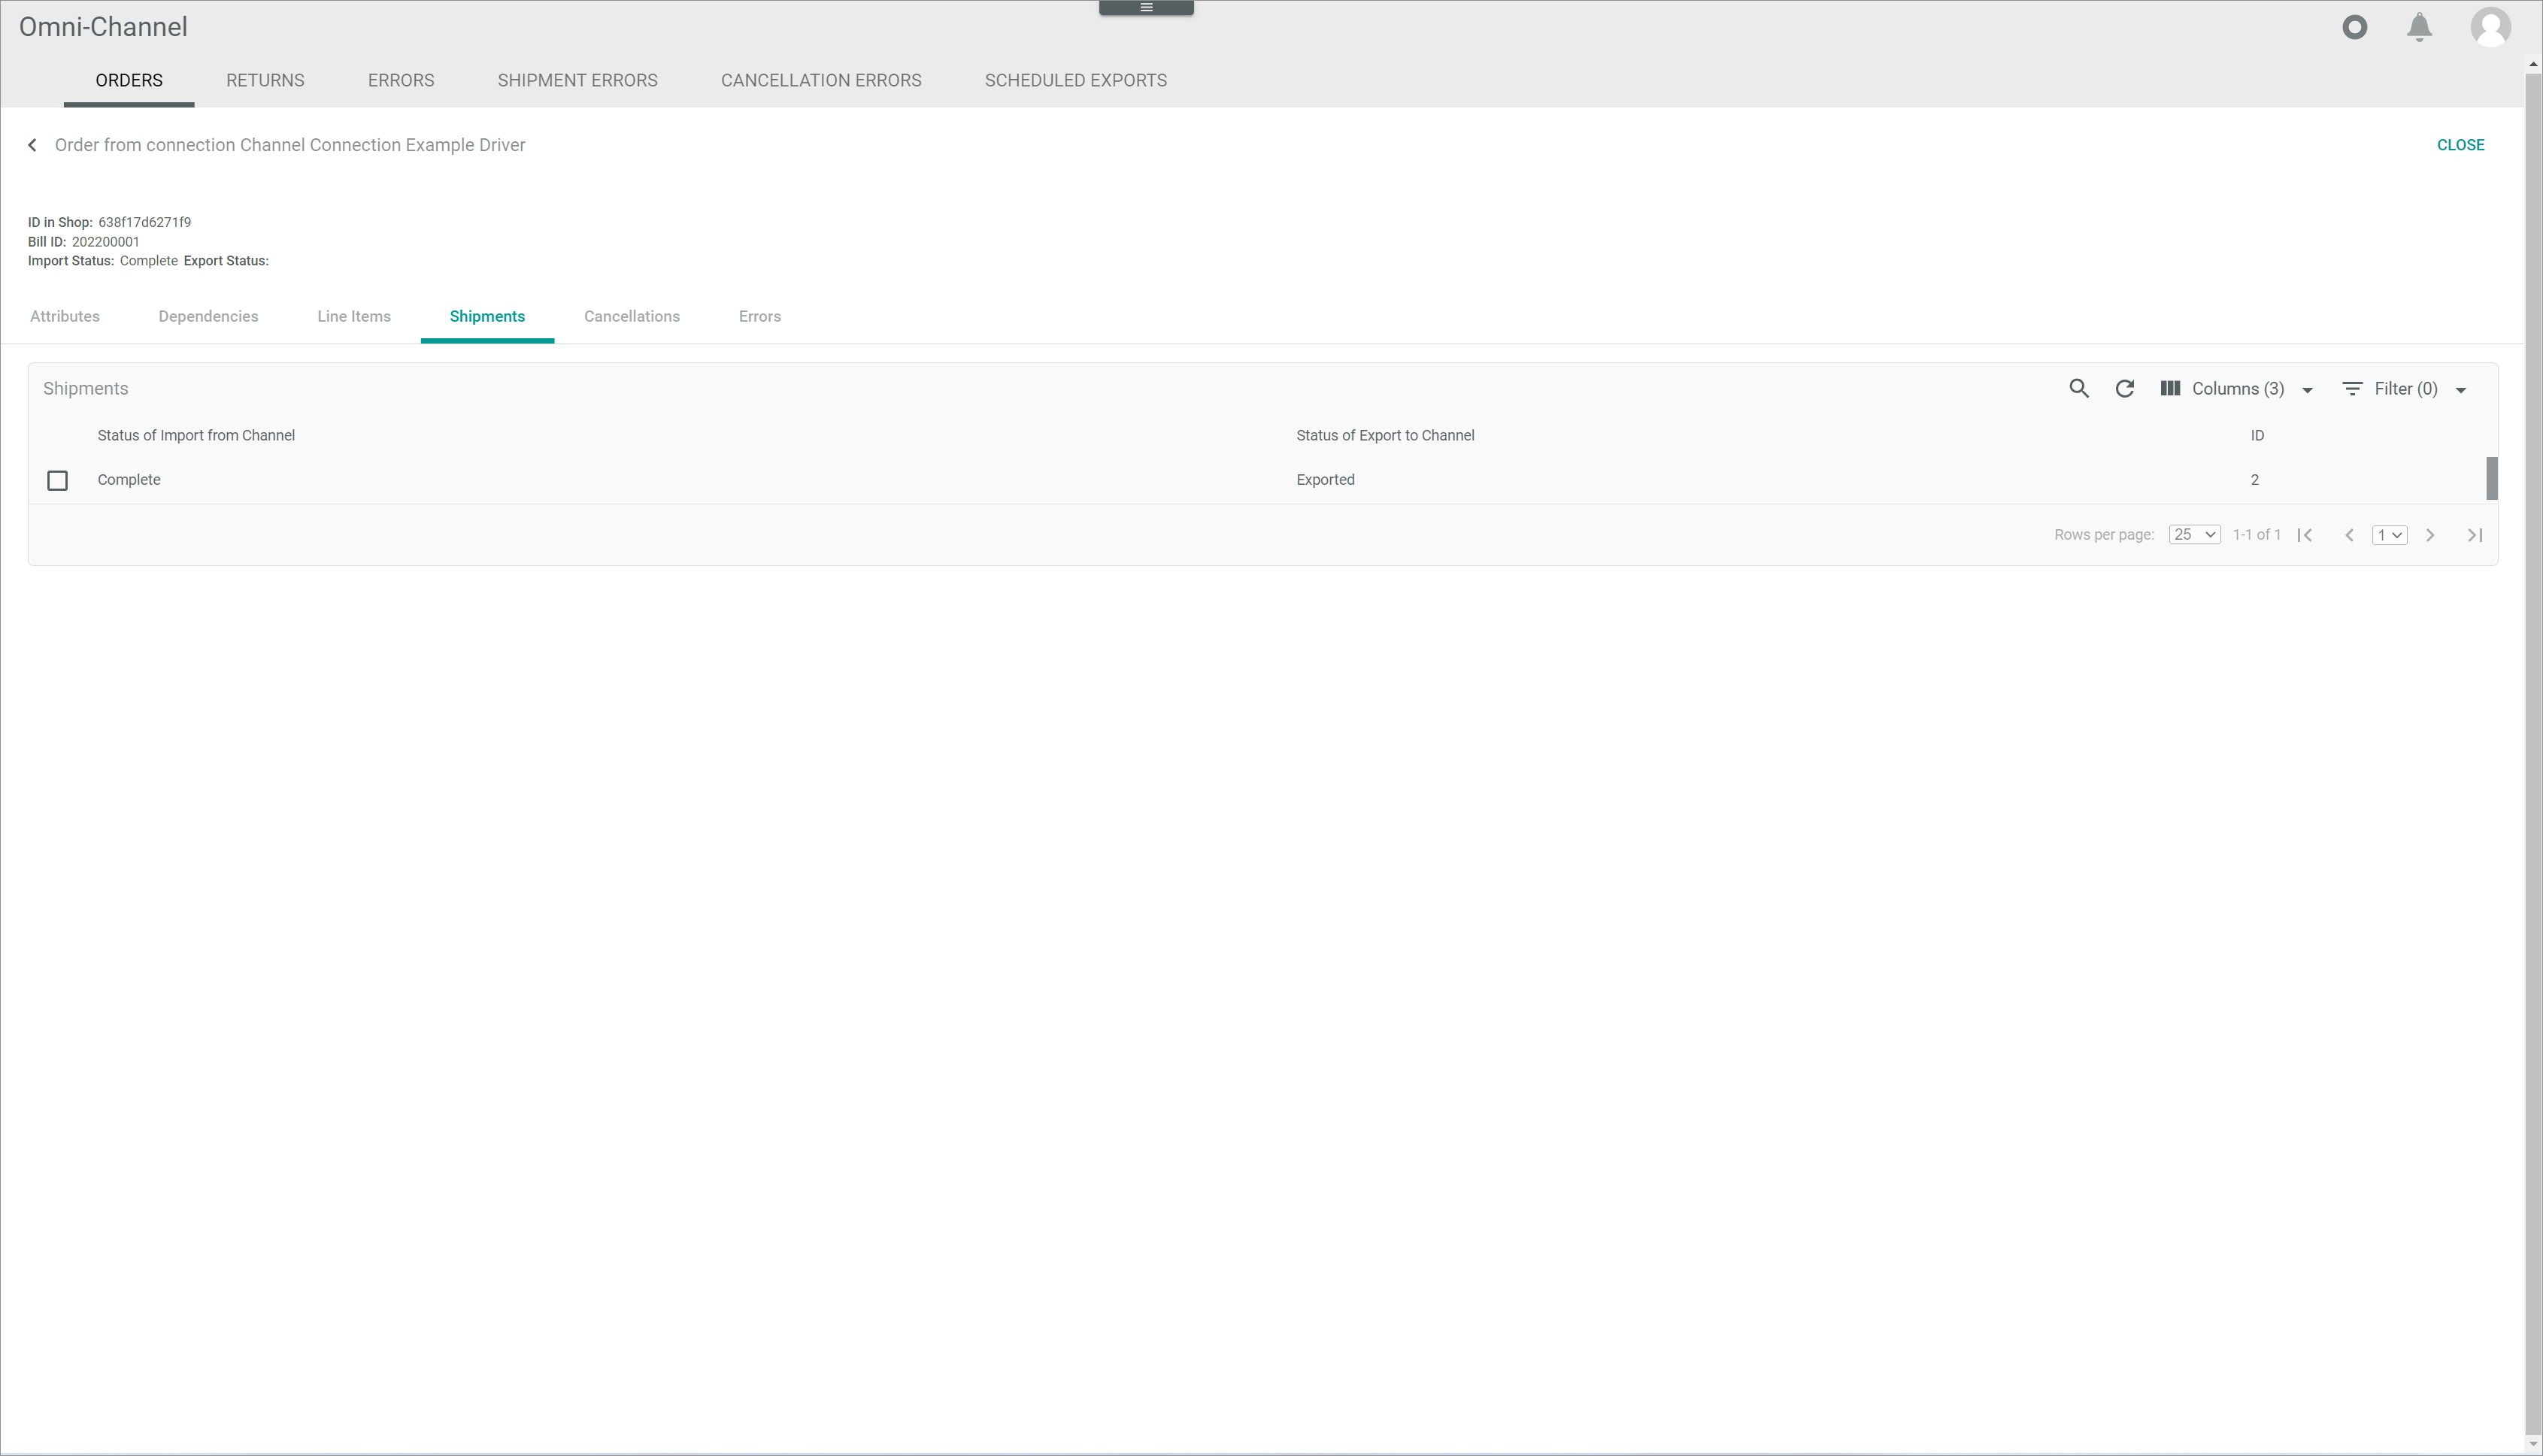 Omni-Channel
ORDERS RETURNS ERRORS SHIPMENT ERRORS CANCELLATION ERRORS SCHEDULED EXPORTS
Order from connection Channel Connection Example Driver CLOSE
ID in Shop: 638f17d6271f9
Bill ID: 202200001
Import Status: Complete Export Status:
Attributes Dependencies Line Items Shipments Cancellations Errors
Shipments Columns (3) Filter (0)
Status of Import from Channel Status of Export to Channel ID
Complete Exported 2
Rows per page: 25 1-1 of 1 1